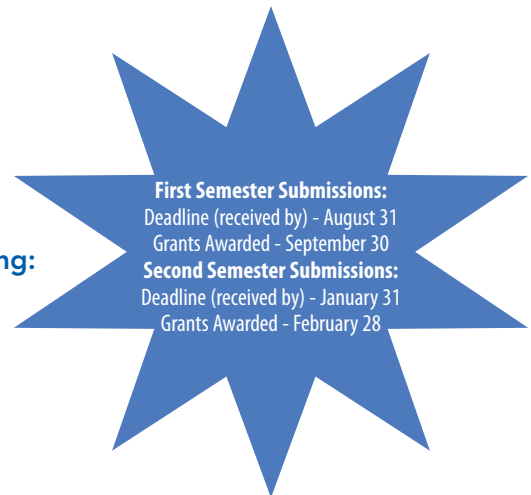 First Semester Submissions:
Deadline (received by) - August 31
Grants Awarded - September 30
ng:
Second Semester Submissions:
Deadline (received by) - January 31
Grants Awarded - February 28